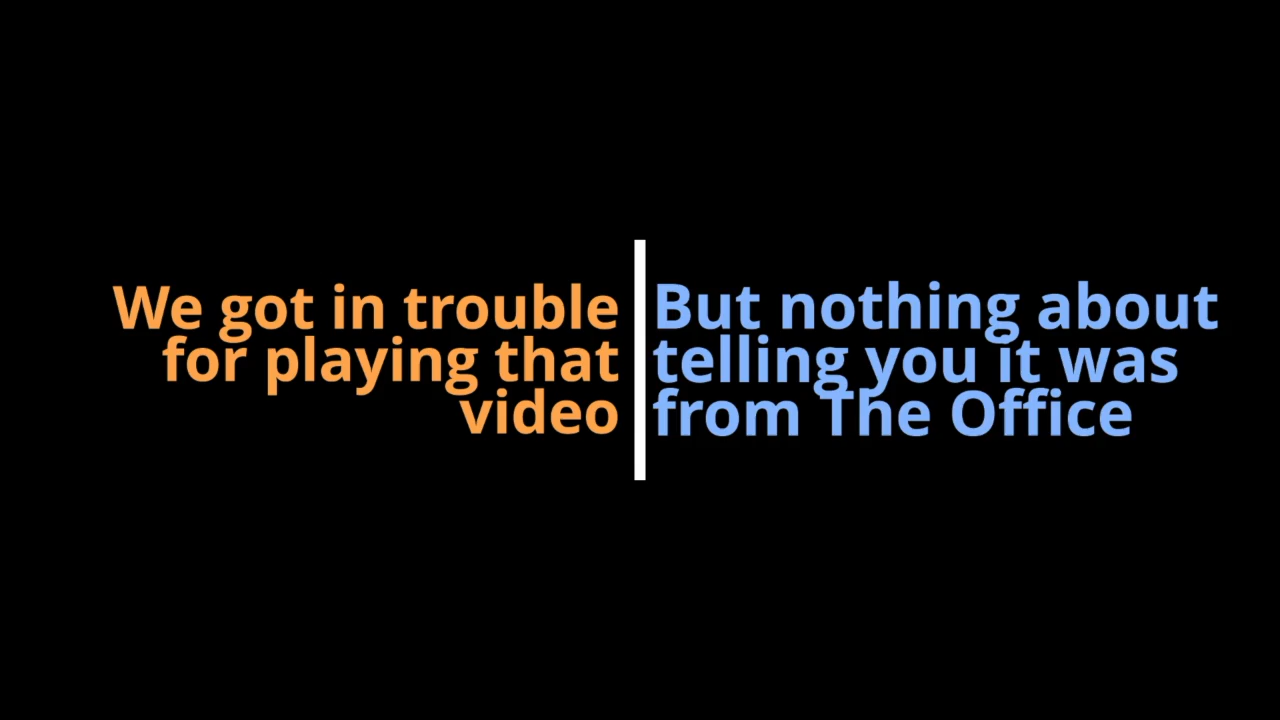 We got in trouble
for playing that
video
But nothing about
telling you it was
from The Office